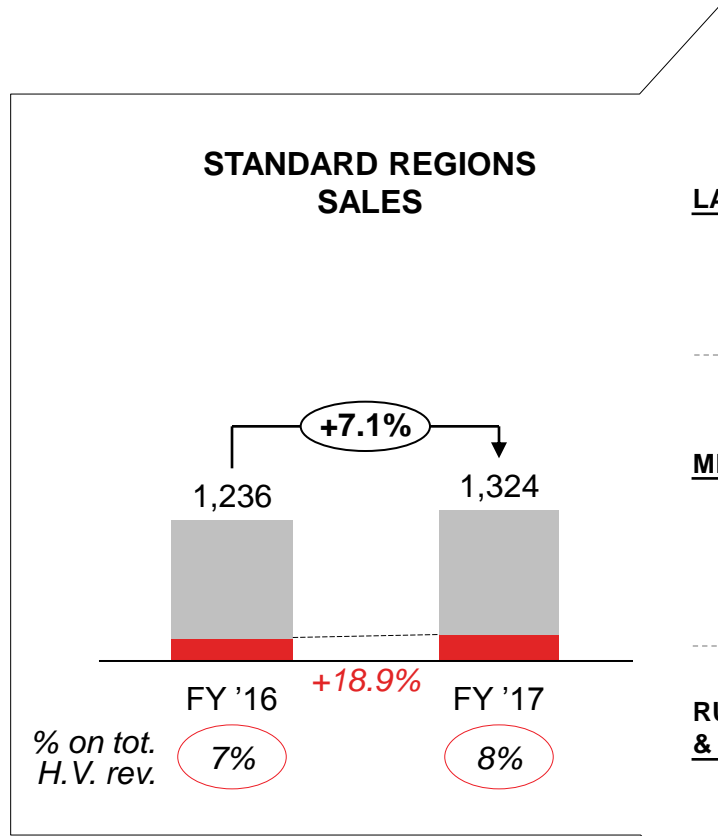 STANDARD REGIONS
SALES
+7.1%
1,236
1,324
+18.9%
FY ’16
FY ’17
% on tot.
H.V. rev.
7%
8%
&